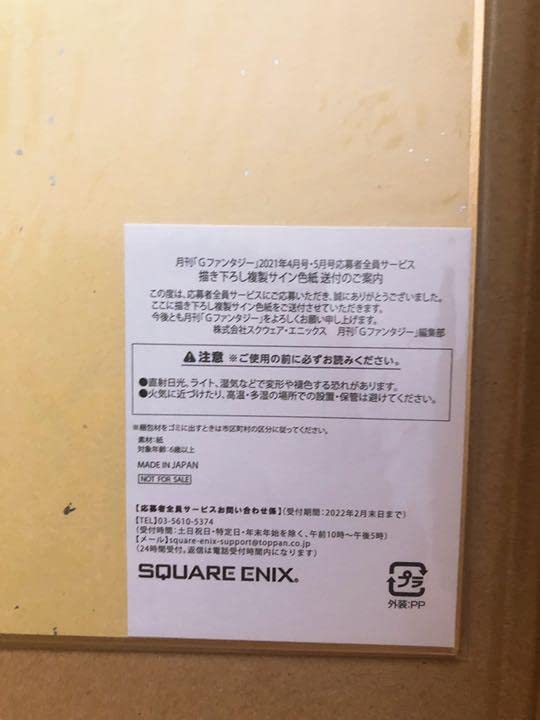 月刊「Gファンタジー」2021年4月号・5月号応募者全員サービス
描き下ろし複製サイン色紙 送付のご案内
この度は、応募者全員サービスにご応募いただき、誠にありがとうございました。
ここに描き下ろし複製サイン色紙をご送付させていただきます。
今後とも月刊「Gファンタジー」をよろしくお願い申し上げます。
株式会社スクウェア・エニックス 月刊「Gファンタジー」編集部
注意 ※ご使用の前に必ずお読みください。
●直射日光、ライト、湿気などで変形や褪色する恐れがあります。
●火気に近づけたり、高温・多湿の場所での設置・保管は避けてください。
※梱包材をゴミに出すときは市区町村の区分に従ってください。
素材:紙
対象年齢:6歳以上
MADE IN JAPAN
NOT FOR SALE
【応募者全員サービスお問い合わせ係】(受付期間:2022年2月末日まで)
【TEL】03-5610-5374
(受付時間:土日祝日・特定日・年末年始を除く、午前10時〜午後5時)
【メール】square-enix-support@toppan.co.jp
(24時間受付。返信は電話受付時間内になります)
SQUARE ENIX®
プラ
外装:PP